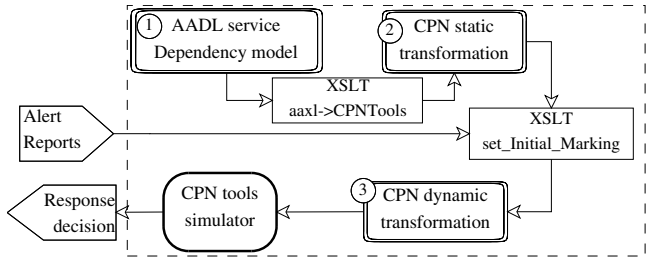 1 AADL service
Dependency model
2 CPN static
transformation
XSLT
aaxl->CPNTools
Alert
Reports
XSLT
set_Initial_Marking
3 CPN dynamic
transformation
CPN tools
simulator
Response
decision